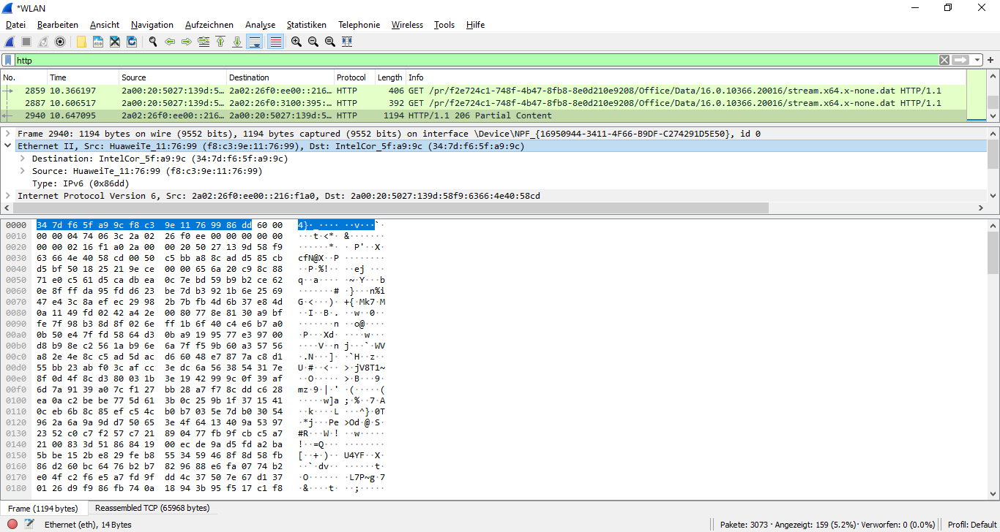 *WLAN
Datei Bearbeiten Ansicht Navigation Aufzeichnen Analyse Statistiken Telephonie Wireless Tools Hilfe
http
No. Time Source Destination Protocol Length Info
2859 10.366197 2a00:20:5027:139d:5… 2a02:26f0:ee00::216… HTTP 406 GET /pr/f2e724c1-748f-4b47-8fb8-8e0d210e9208/Office/Data/16.0.10366.20016/stream.x64.x-none.dat HTTP/1.1
2887 10.606517 2a00:20:5027:139d:5… 2a02:26f0:3100:395:… HTTP 392 GET /pr/f2e724c1-748f-4b47-8fb8-8e0d210e9208/Office/Data/16.0.10366.20016/stream.x64.x-none.dat HTTP/1.1
2940 10.647095 2a02:26f0:ee00::216… 2a00:20:5027:139d:5… HTTP 1194 HTTP/1.1 206 Partial Content
Frame 2940: 1194 bytes on wire (9552 bits), 1194 bytes captured (9552 bits) on interface \Device\NPF_{16950944-3411-4F66-B9DF-C274291D5E50}, id 0
Ethernet II, Src: HuaweiTe_11:76:99 (f8:c3:9e:11:76:99), Dst: IntelCor_5f:a9:9c (34:7d:f6:5f:a9:9c)
Destination: IntelCor_5f:a9:9c (34:7d:f6:5f:a9:9c)
Source: HuaweiTe_11:76:99 (f8:c3:9e:11:76:99)
Type: IPv6 (0x86dd)
Internet Protocol Version 6, Src: 2a02:26f0:ee00::216:f1a0, Dst: 2a00:20:5027:139d:58f9:6366:4e40:58cd
0000 34 7d f6 5f a9 9c f8 c3 9e 11 76 99 86 dd 60 00 4}·_···· ··v···`·
0010 00 00 04 74 06 3c 2a 02 26 f0 ee 00 00 00 00 00 ···t·<*· &·······
0020 00 00 02 16 f1 a0 2a 00 00 20 50 27 13 9d 58 f9 ······*· · P'··X·
0030 63 66 4e 40 58 cd 00 50 c5 bb a8 8c ad d5 85 cb cfN@X··P ········
0040 d5 bf 50 18 25 21 9e ce 00 00 65 6a 20 c9 8c 88 ··P·%!·· ··ej ···
0050 71 e0 c5 61 d5 ca db ea 0c 7e bd 59 b9 b2 ce 62 q··a···· ·~·Y···b
0060 0e 8f ff da 95 fd d6 23 be 7d b3 92 1b 6e 25 69 ·······# ·}···n%i
0070 47 e4 3c 8a ef ec 29 98 2b 7b fb 4d 6b 37 e8 4d G·<···)· +{·Mk7·M
0080 0a 11 49 fd 02 42 a4 2e 00 80 77 8e 81 30 a9 bf ··I··B·. ··w··0··
0090 fe 7f 98 b3 8d 8f 02 6e ff 1b 6f 40 c4 e6 b7 a0 ·······n ··o@····
00a0 0b 50 e4 7f fd 58 64 d3 0b a9 19 95 77 e3 97 00 ·P···Xd· ····w···
00b0 d8 b9 8e c2 56 1a b9 6e 6a 7f f5 9b 60 a3 57 56 ····V··n j···`·WV
00c0 a8 2e 4e 8c c5 ad 5d ac d6 60 48 e7 87 7a c8 d1 ·.N···]· ·`H··z··
00d0 55 bb 23 ab f0 3c af cc 3e dc 6a 56 38 54 31 7e U·#··<·· >·jV8T1~
00e0 8f 0d 4f 8c d3 80 03 1b 3e 19 42 99 9c 0f 39 af ··O····· >·B···9·
00f0 6d 7a 91 39 a0 7c f1 27 bb 28 a7 f7 8c dd c6 28 mz·9·|·' ·(·····(
0100 ea 0a c2 be be 77 5d 61 3b 0c 25 9b 1f 37 15 41 ·····w]a ;·%··7·A
0110 0c eb 6b 8c 85 ef c5 4c b0 b7 03 5e 7d b0 30 54 ··k····L ···^}·0T
0120 96 2a 6a 9a 9d d7 50 65 3e 4f 64 13 40 9a 53 97 ·*j···Pe >Od·@·S·
0130 23 52 c0 c7 f2 57 c7 21 89 04 77 fb 9f cb c5 a7 #R···W·! ··w·····
0140 21 00 83 3d 51 86 84 19 00 ec de 9a d5 fd a2 ba !··=Q··· ········
0150 5b be 15 2b e8 29 fe b8 55 34 59 46 8f 8d 58 fb [··+·)·· U4YF··X·
0160 86 d2 60 bc 64 76 b2 b7 82 96 88 e6 fa 07 74 b2 ··`·dv·· ······t·
0170 e0 4f c2 f6 e5 a7 fd 9f dd 4c 37 50 7e 67 d1 37 ·O······ ·L7P~g·7
0180 01 26 d9 f9 86 fb 74 0a 18 94 3b 95 f5 17 c1 f8 ·&····t· ··;·····
Frame (1194 bytes) Reassembled TCP (65968 bytes)
Ethernet (eth), 14 Bytes Pakete: 3073 · Angezeigt: 159 (5.2%) · Verworfen: 0 (0.0%) Profil: Default